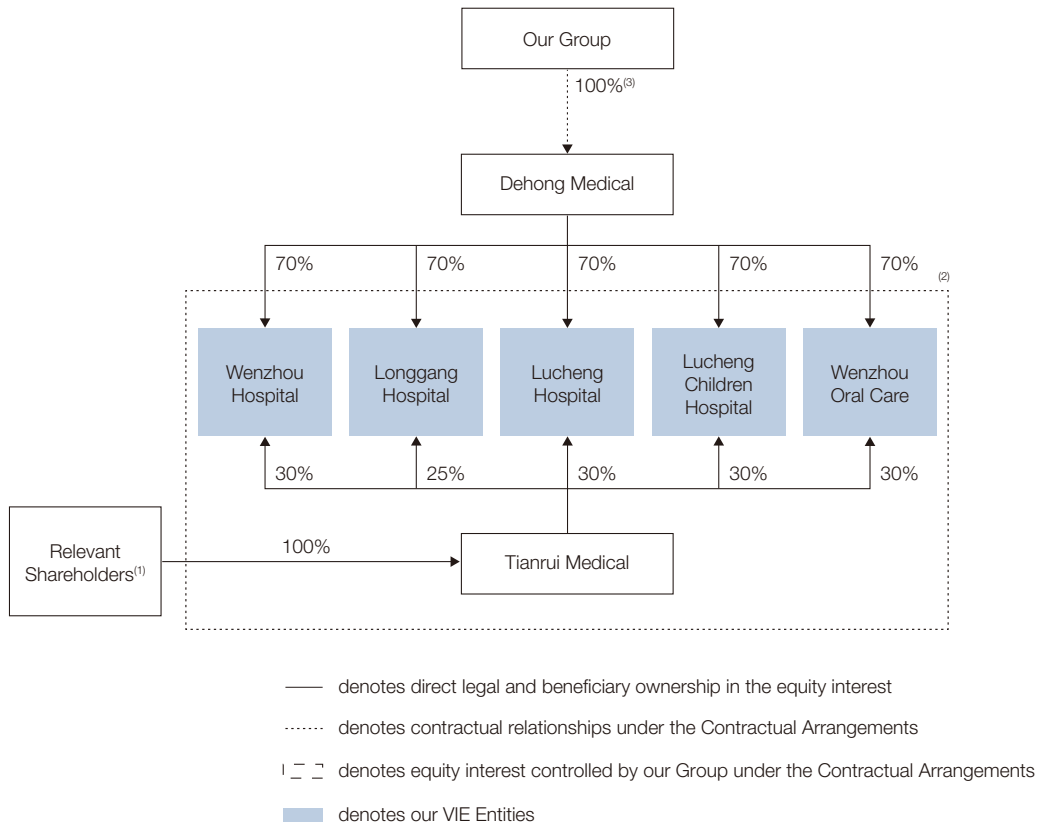 Our Group
100%(3)
Dehong Medical
70%
70%
70%
70%
70%
(2)
Wenzhou
Hospital
Longgang
Hospital
Lucheng
Hospital
Lucheng
Children
Hospital
Wenzhou
Oral Care
30%
25%
30%
30%
30%
Relevant
Shareholders(1)
100%
Tianrui Medical
denotes direct legal and beneficiary ownership in the equity interest
denotes contractual relationships under the Contractual Arrangements
denotes equity interest controlled by our Group under the Contractual Arrangements
denotes our VIE Entities